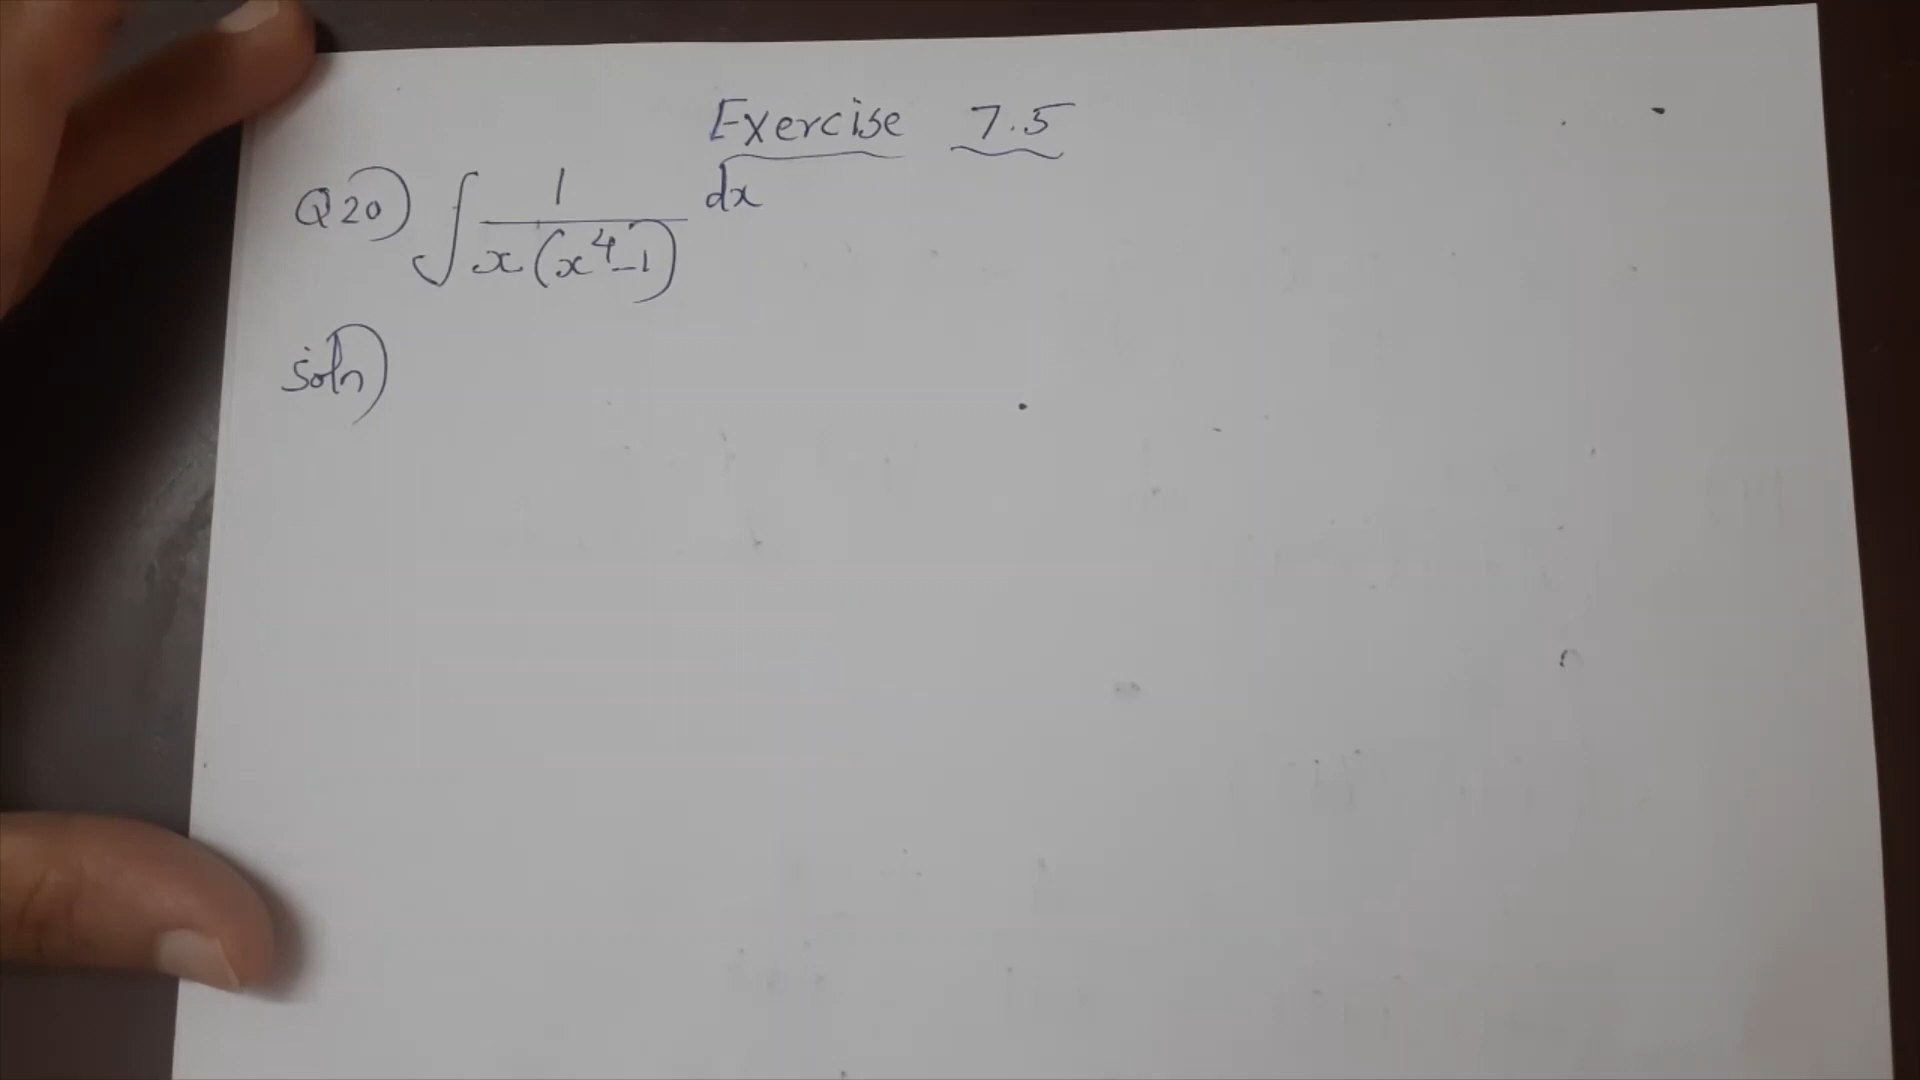 Exercise 7.5
Q20) ∫ 1/(x(x⁴-1)) dx
Soln)